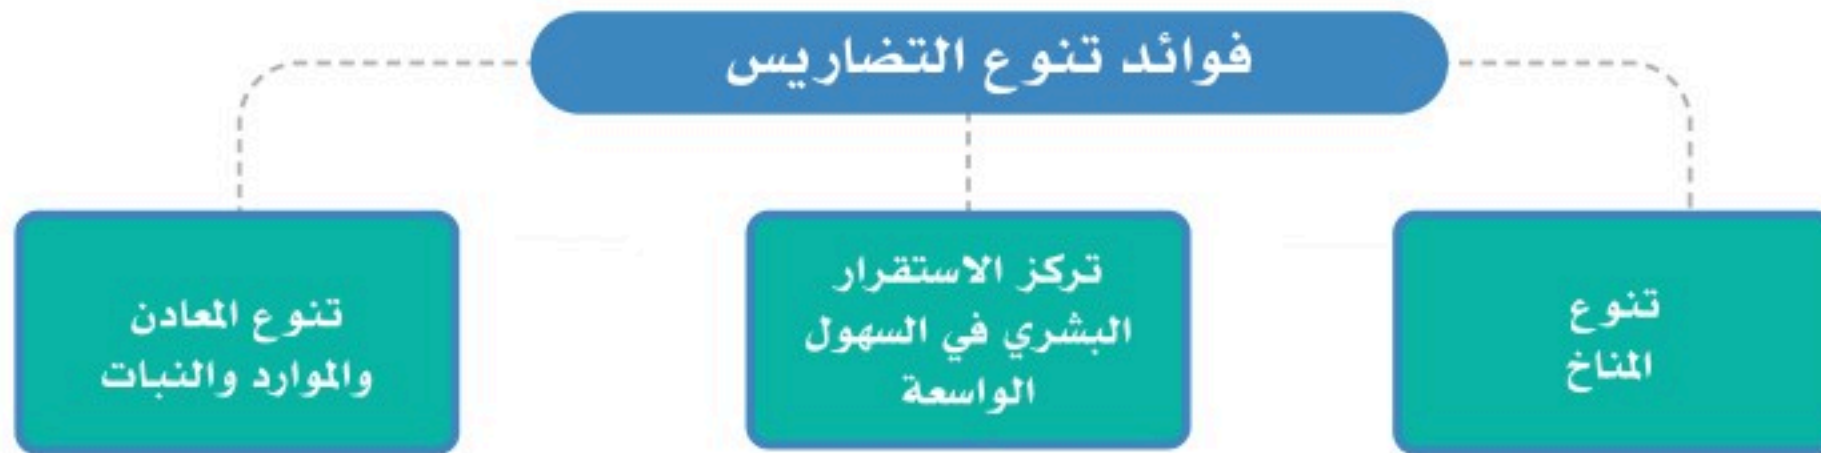 فوائد تنوع التضاريس
تنوع
المناخ
تركز الاستقرار
البشري في السهول
الواسعة
تنوع المعادن
والموارد والنبات